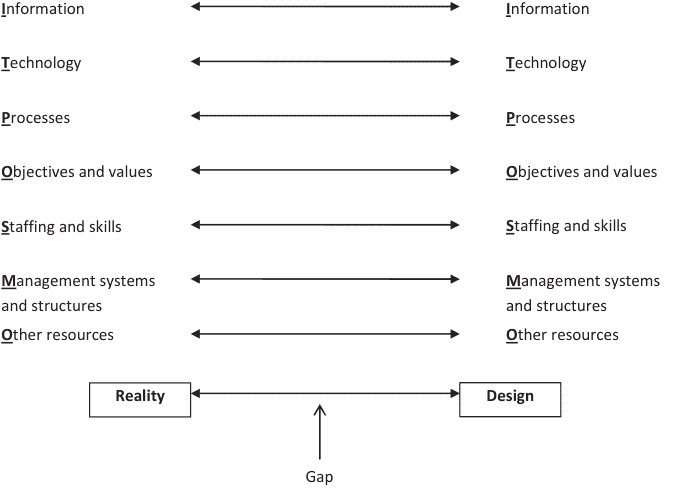 Information Information
Technology Technology
Processes Processes
Objectives and values Objectives and values
Staffing and skills Staffing and skills
Management systems Management systems
and structures and structures
Other resources Other resources
Reality Design
Gap